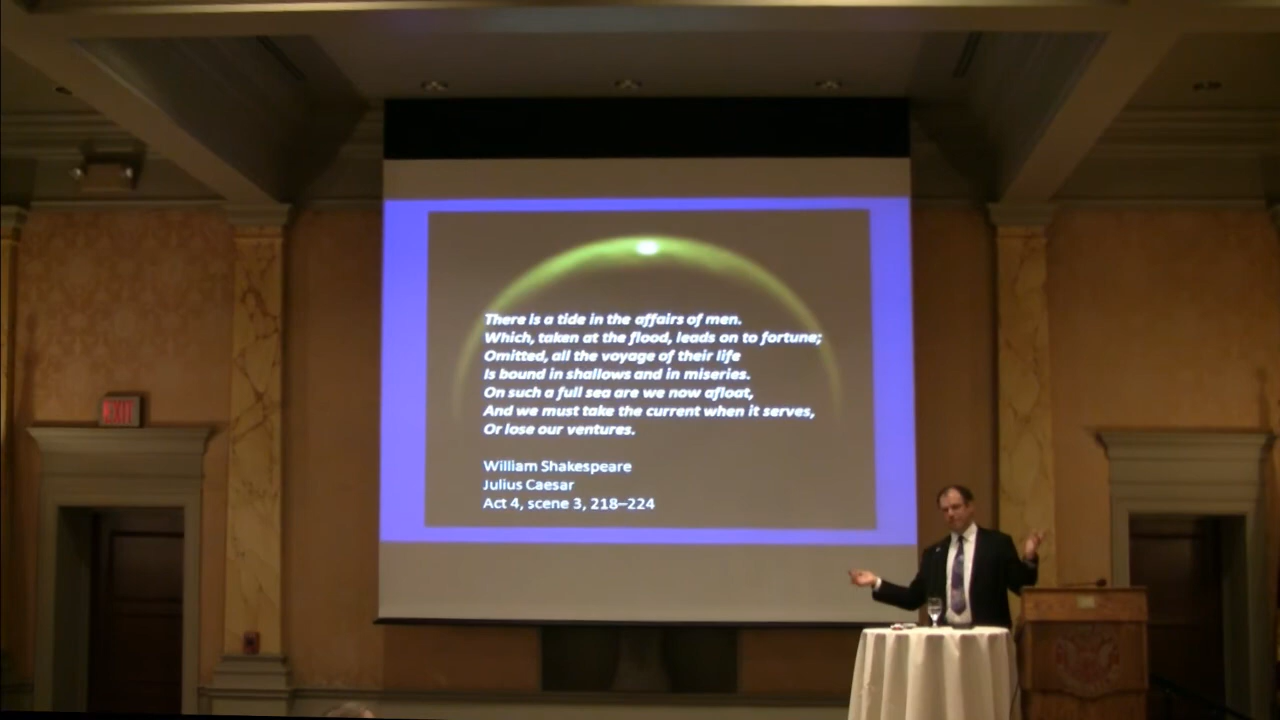 EXIT
There is a tide in the affairs of men.
Which, taken at the flood, leads on to fortune;
Omitted, all the voyage of their life
Is bound in shallows and in miseries.
On such a full sea are we now afloat,
And we must take the current when it serves,
Or lose our ventures.
William Shakespeare
Julius Caesar
Act 4, scene 3, 218–224